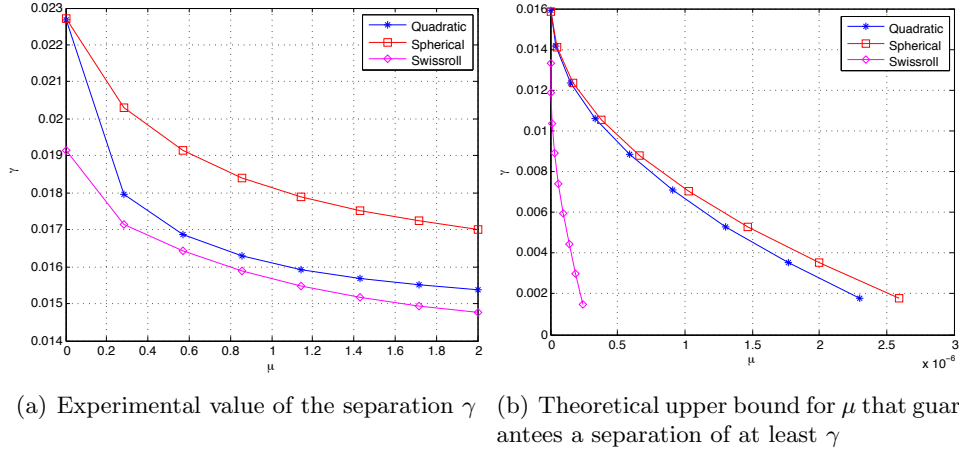 0.023
0.022
0.021
0.02
0.019
0.018
0.017
0.016
0.015
0.014
γ
0 0.2 0.4 0.6 0.8 1 1.2 1.4 1.6 1.8 2
μ
Quadratic
Spherical
Swissroll
0.016
0.014
0.012
0.01
0.008
0.006
0.004
0.002
0
γ
0 0.5 1 1.5 2 2.5 3
μ
x 10⁻⁶
Quadratic
Spherical
Swissroll
(a) Experimental value of the separation γ
(b) Theoretical upper bound for μ that guar
antees a separation of at least γ